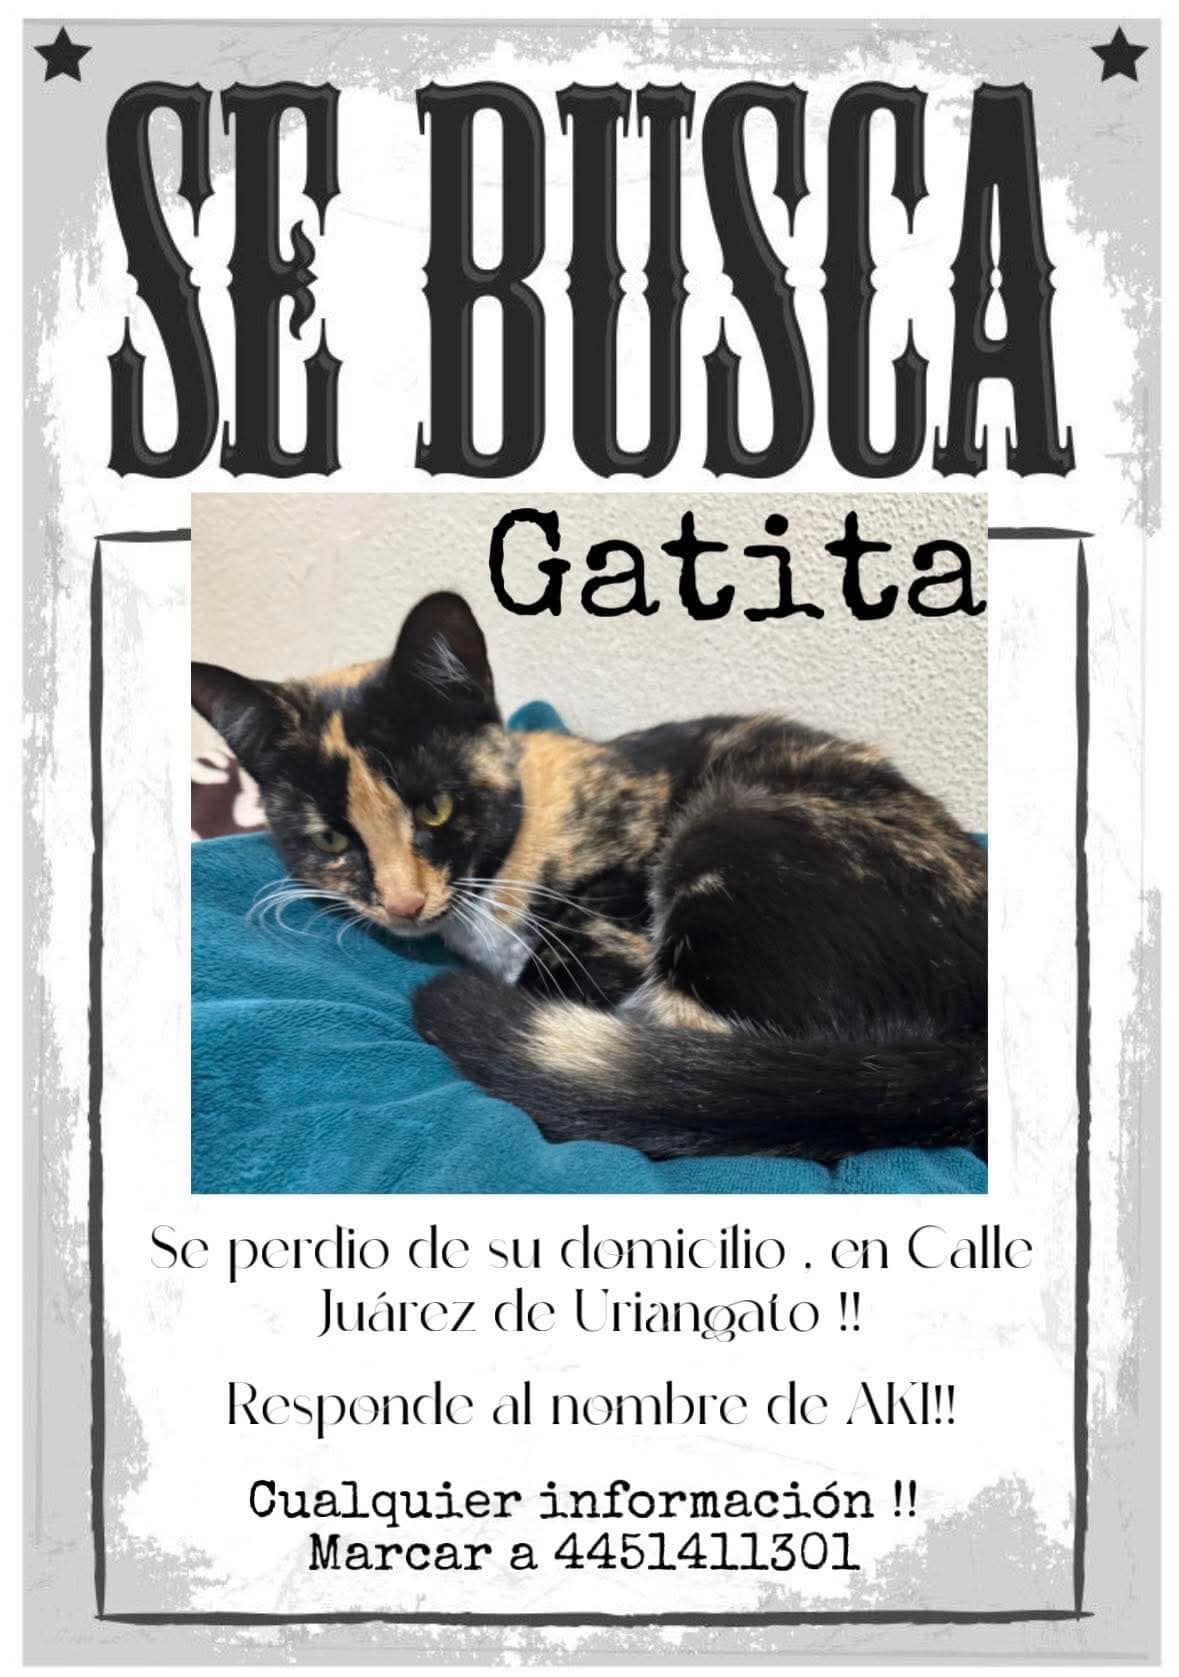 SE BUSCA
Gatita
Se perdio de su domicilio , en Calle
Juárez de Uriangato !!
Responde al nombre de AKI!!
Cualquier información !!
Marcar a 4451411301